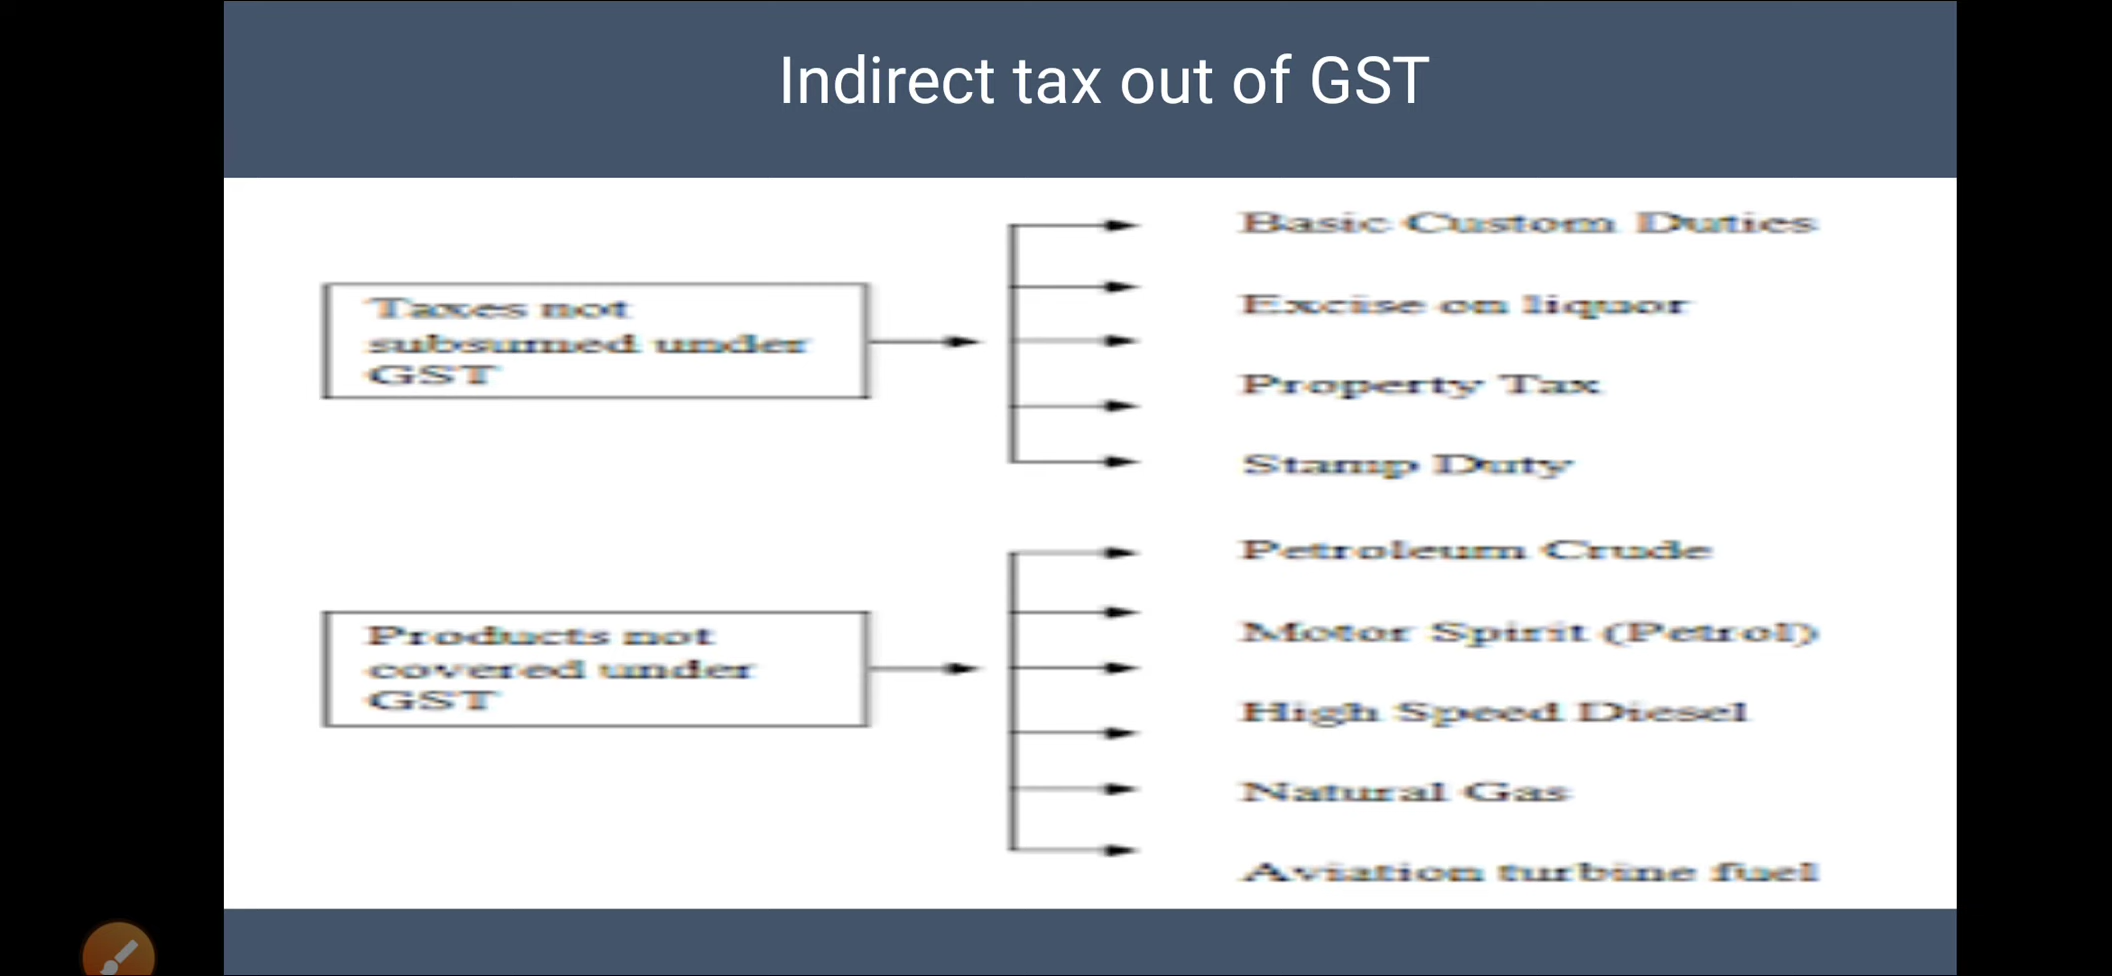 Indirect tax out of GST
Taxes not
subsumed under
GST
Basic Custom Duties
Excise on liquor
Property Tax
Stamp Duty
Products not
covered under
GST
Petroleum Crude
Motor Spirit (Petrol)
High Speed Diesel
Natural Gas
Aviation turbine fuel